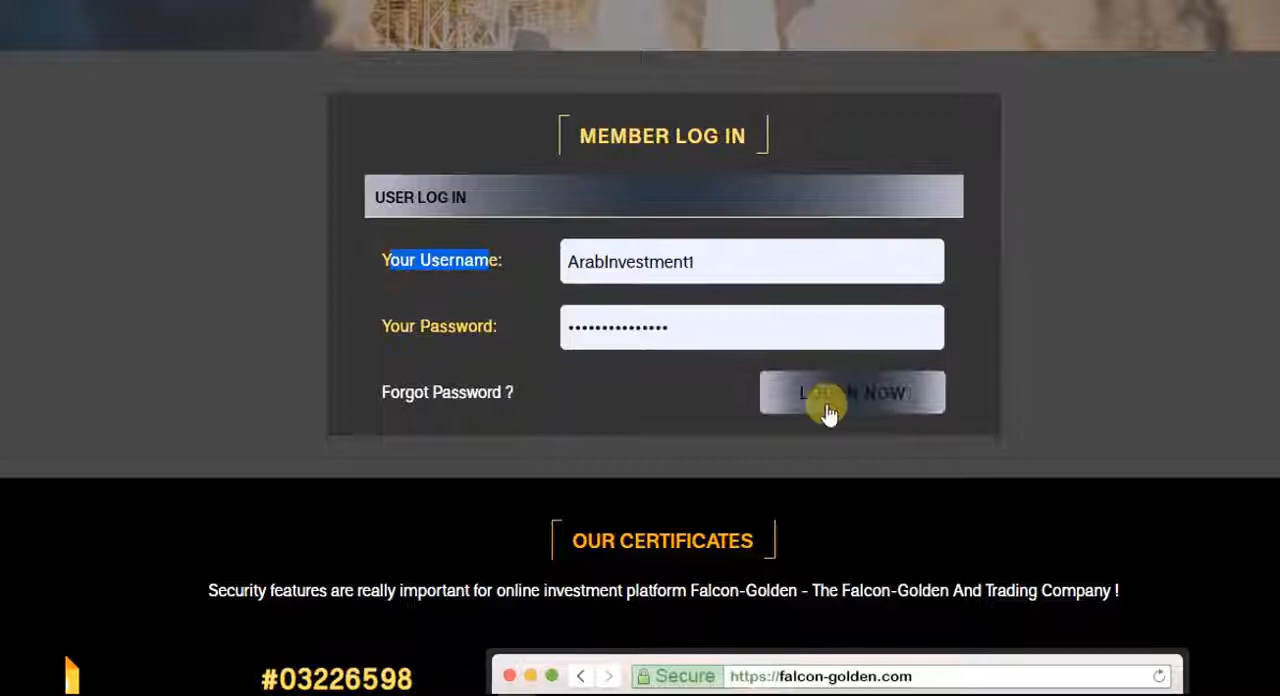 MEMBER LOG IN
USER LOG IN
Your Username:
ArabInvestment1
Your Password:
•••••••••••••••
Forgot Password ?
NOW
OUR CERTIFICATES
Security features are really important for online investment platform Falcon-Golden - The Falcon-Golden And Trading Company !
#03226598
Secure https://falcon-golden.com